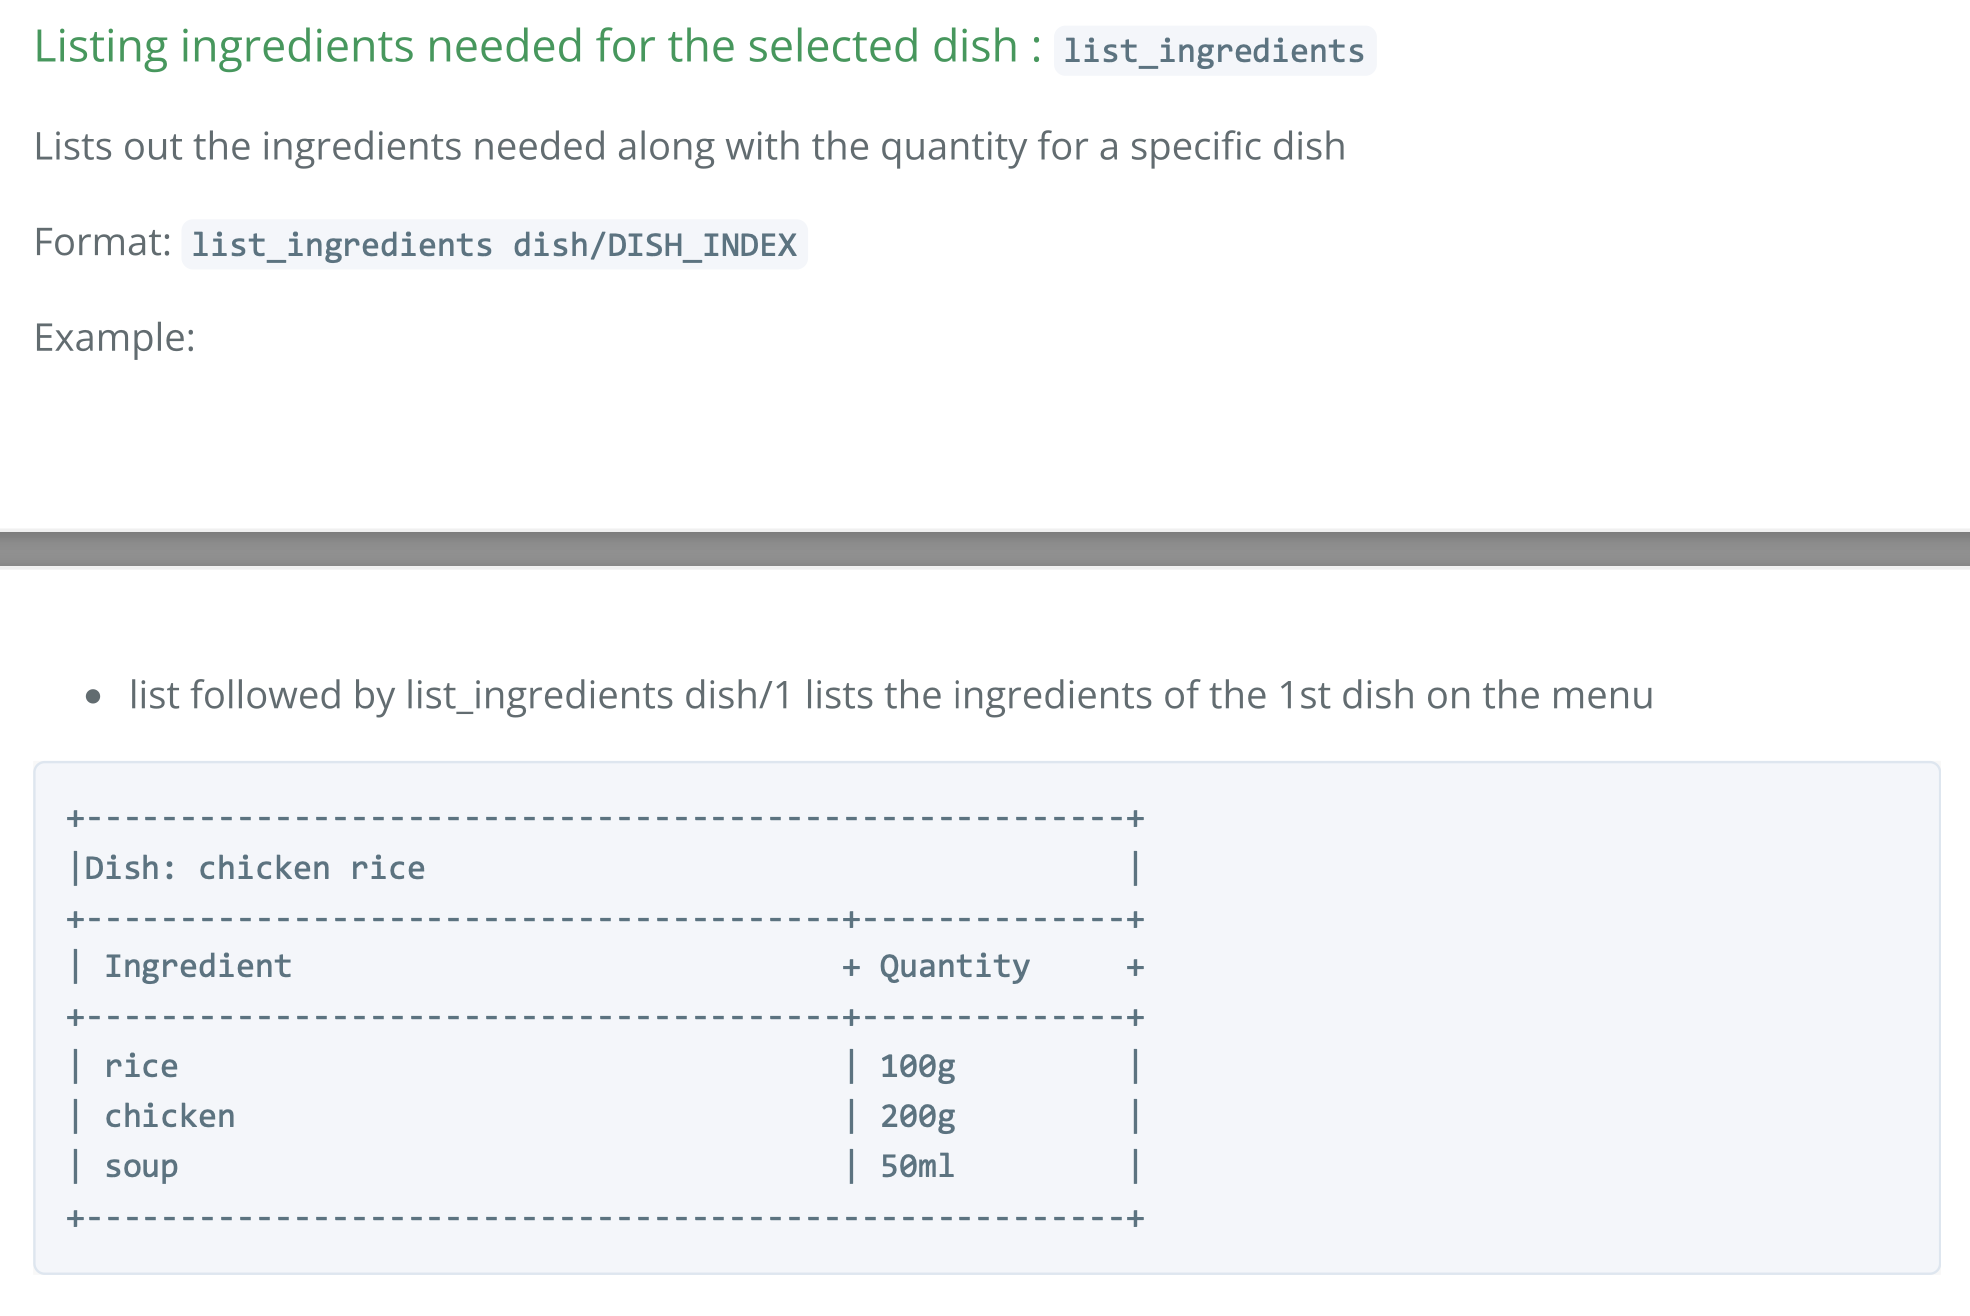 Listing ingredients needed for the selected dish : list_ingredients
Lists out the ingredients needed along with the quantity for a specific dish
Format: list_ingredients dish/DISH_INDEX
Example:
• list followed by list_ingredients dish/1 lists the ingredients of the 1st dish on the menu
+-------------------------------------------------------+
|Dish: chicken rice                                     |
+----------------------------------------+--------------+
| Ingredient                             + Quantity     +
+----------------------------------------+--------------+
| rice                                   | 100g         |
| chicken                                | 200g         |
| soup                                   | 50ml         |
+-------------------------------------------------------+